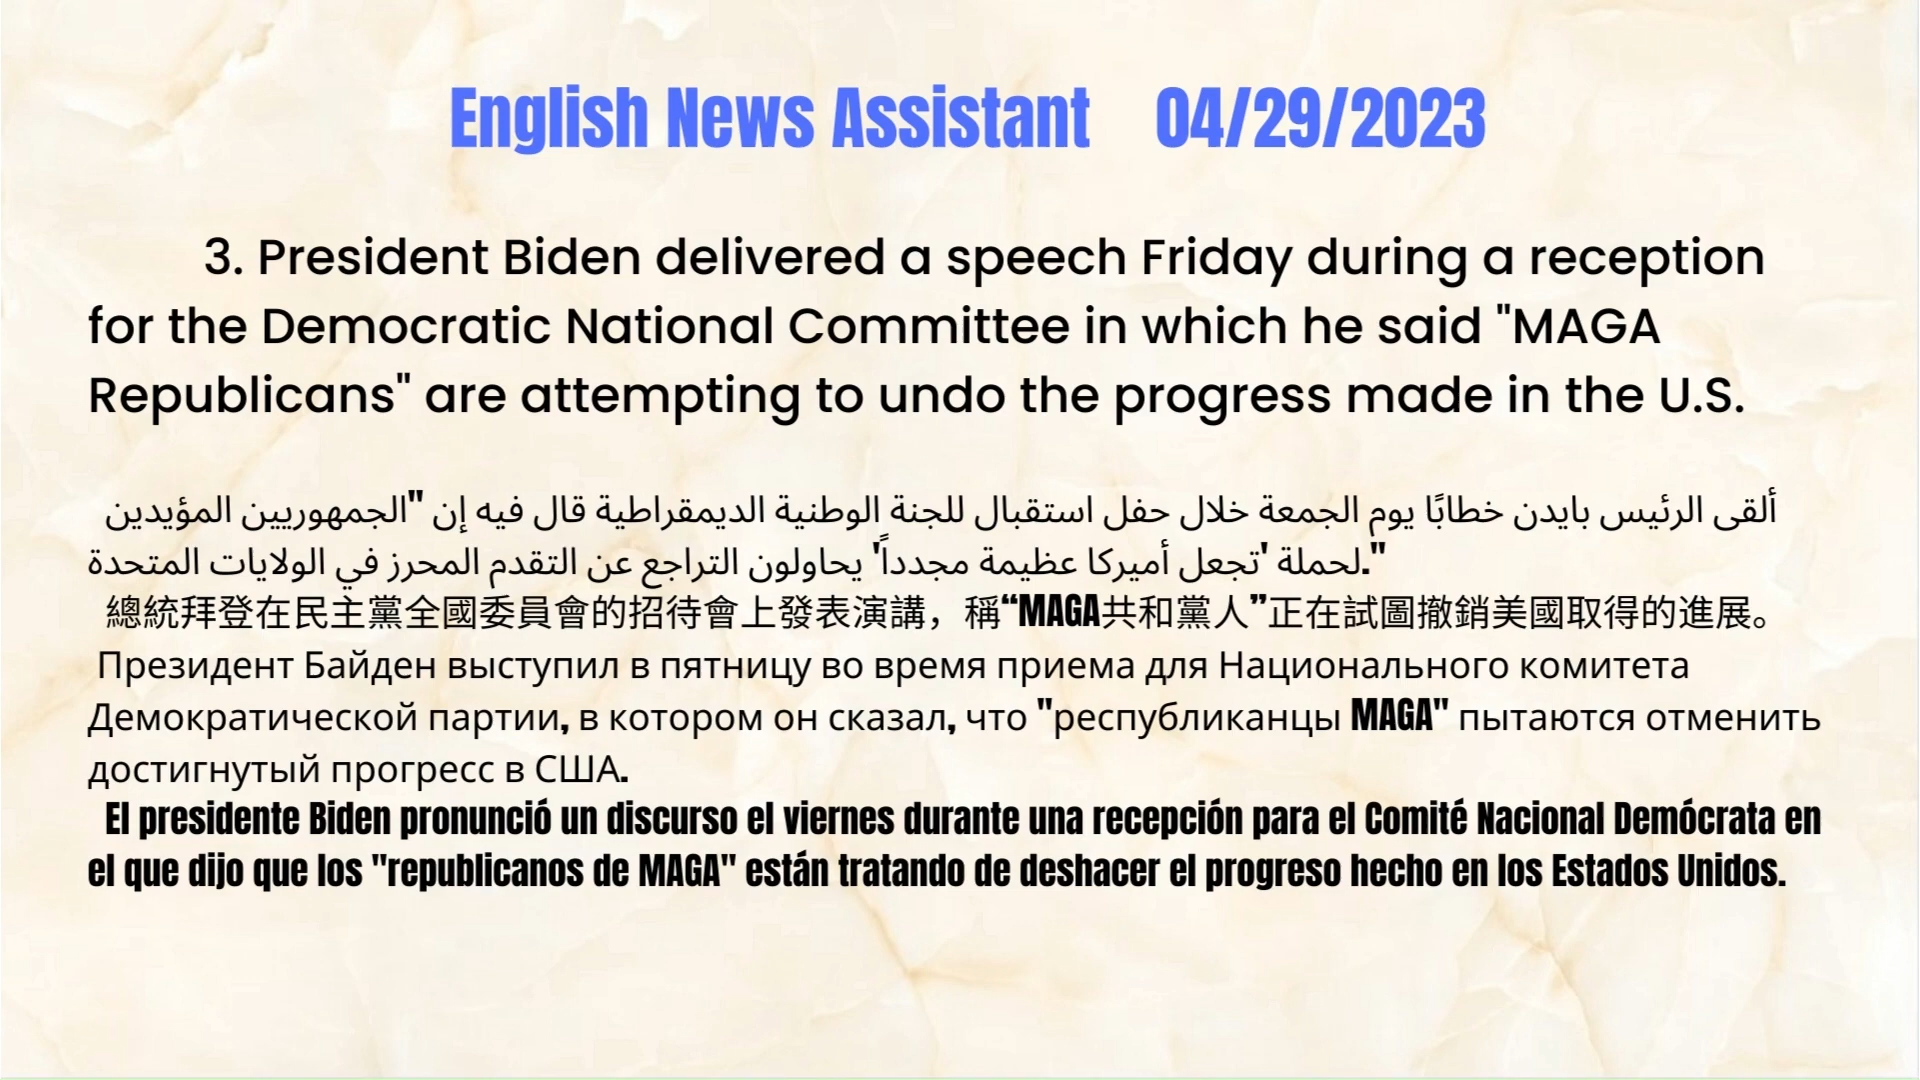 English News Assistant 04/29/2023
3. President Biden delivered a speech Friday during a reception
for the Democratic National Committee in which he said "MAGA
Republicans" are attempting to undo the progress made in the U.S.
ألقى الرئيس بايدن خطابًا يوم الجمعة خلال حفل استقبال للجنة الوطنية الديمقراطية قال فيه إن "الجمهوريين المؤيدين
لحملة 'تجعل أميركا عظيمة مجدداً' يحاولون التراجع عن التقدم المحرز في الولايات المتحدة."
總統拜登在民主黨全國委員會的招待會上發表演講，稱“MAGA共和黨人”正在試圖撤銷美國取得的進展。
Президент Байден выступил в пятницу во время приема для Национального комитета
Демократической партии, в котором он сказал, что "республиканцы MAGA" пытаются отменить
достигнутый прогресс в США.
El presidente Biden pronunció un discurso el viernes durante una recepción para el Comité Nacional Demócrata en
el que dijo que los "republicanos de MAGA" están tratando de deshacer el progreso hecho en los Estados Unidos.